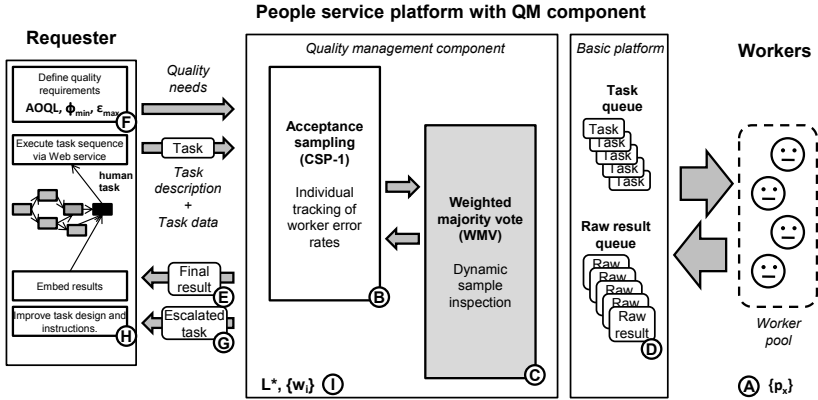 People service platform with QM component
Requester
Define quality
requirements
AOQL, ϕmin, εmax
F
Execute task sequence
via Web service
human
task
Embed results
Improve task design and
instructions.
H
Quality
needs
Task
Task
description
+
Task data
Final
result
E
Escalated
task
G
Quality management component
Acceptance
sampling
(CSP-1)
Individual
tracking of
worker error
rates
B
Weighted
majority vote
(WMV)
Dynamic
sample
inspection
C
L*, {wi} I
Basic platform
Task
queue
Task
Task
Task
Task
Task
Raw result
queue
Raw
Raw
Raw
Raw
Raw
result
D
Workers
Worker
pool
A {px}